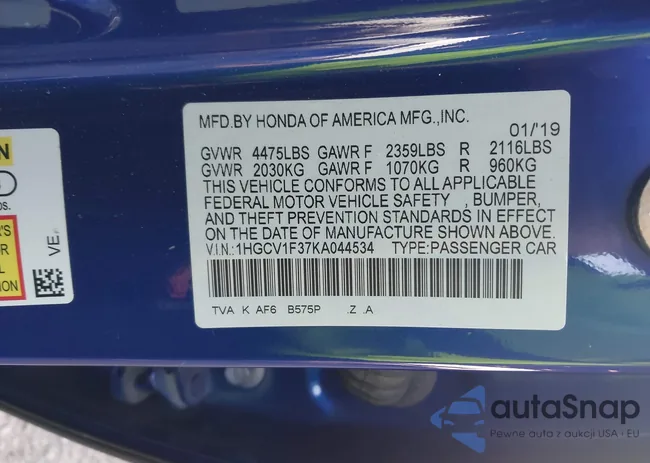 MFD.BY HONDA OF AMERICA MFG.,INC.
01/'19
GVWR 4475LBS GAWR F 2359LBS R 2116LBS
GVWR 2030KG GAWR F 1070KG R 960KG
THIS VEHICLE CONFORMS TO ALL APPLICABLE
FEDERAL MOTOR VEHICLE SAFETY , BUMPER,
AND THEFT PREVENTION STANDARDS IN EFFECT
ON THE DATE OF MANUFACTURE SHOWN ABOVE.
V.I.N.:1HGCV1F37KA044534 TYPE:PASSENGER CAR
TVA K AF6 B575P .Z .A
autoSnap
Pewne auta z aukcji USA i EU